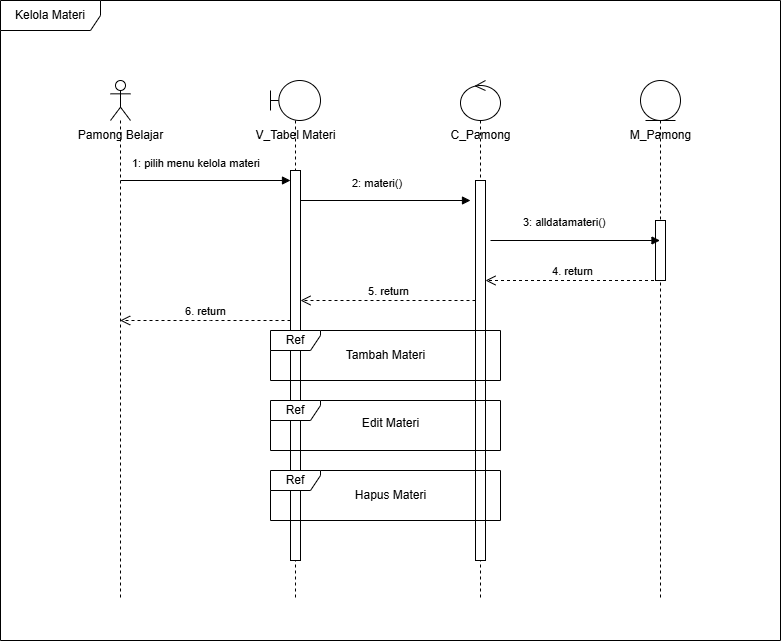 Kelola Materi
Pamong Belajar
V_Tabel Materi
C_Pamong
M_Pamong
1: pilih menu kelola materi
2: materi()
3: alldatamateri()
4. return
5. return
6. return
Ref
Tambah Materi
Ref
Edit Materi
Ref
Hapus Materi